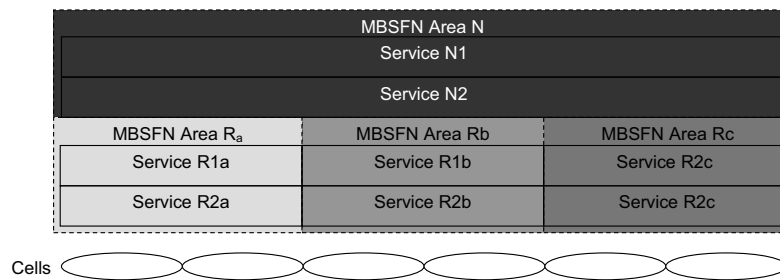 MBSFN Area N
Service N1
Service N2
MBSFN Area Ra MBSFN Area Rb MBSFN Area Rc
Service R1a Service R1b Service R2c
Service R2a Service R2b Service R2c
Cells